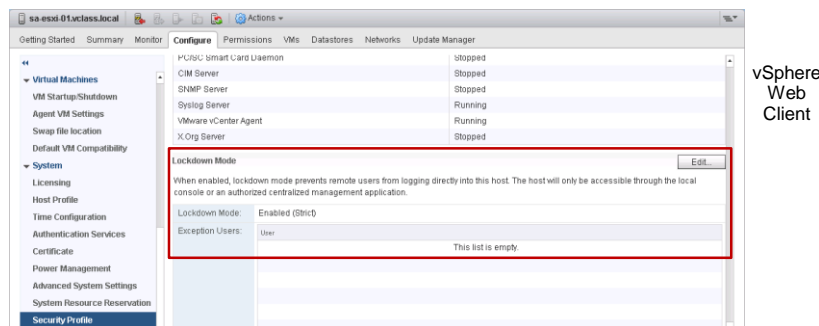 sa-esxi-01.vclass.local Actions
Getting Started Summary Monitor Configure Permissions VMs Datastores Networks Update Manager
Virtual Machines
VM Startup/Shutdown
Agent VM Settings
Swap file location
Default VM Compatibility
System
Licensing
Host Profile
Time Configuration
Authentication Services
Certificate
Power Management
Advanced System Settings
System Resource Reservation
Security Profile
PC/SC Smart Card Daemon Stopped
CIM Server Stopped
SNMP Server Stopped
Syslog Server Running
VMware vCenter Agent Running
X.Org Server Stopped
Lockdown Mode Edit...
When enabled, lockdown mode prevents remote users from logging directly into this host. The host will only be accessible through the local
console or an authorized centralized management application.
Lockdown Mode: Enabled (Strict)
Exception Users: User
This list is empty.
vSphere
Web
Client